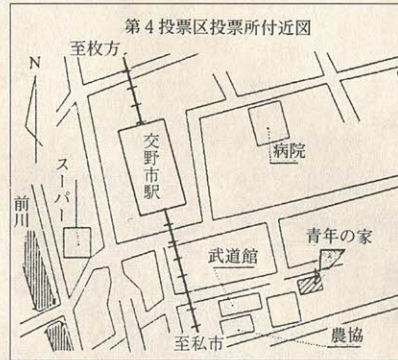 第4投票区投票所付近図
至枚方
N
交野市駅
病院
スーパー
前川
青年の家
武道館
農協
至私市